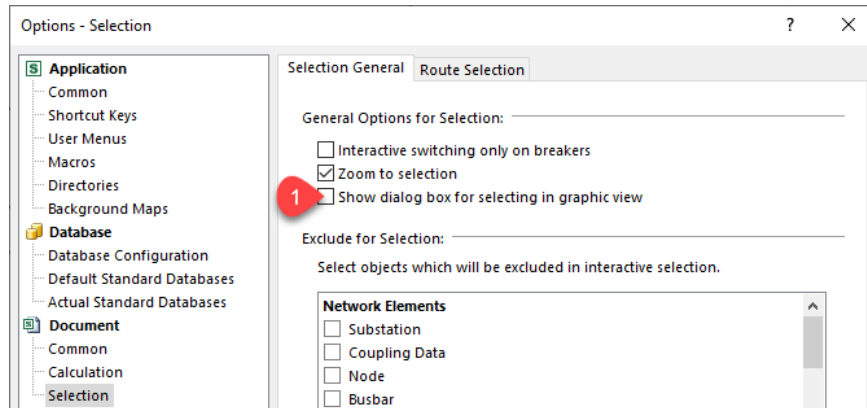 Options - Selection
?
S Application
Common
Shortcut Keys
User Menus
Macros
Directories
Background Maps
Database
Database Configuration
Default Standard Databases
Actual Standard Databases
S Document
Common
Calculation
Selection
Selection General
Route Selection
General Options for Selection:
Interactive switching only on breakers
Zoom to selection
1
Show dialog box for selecting in graphic view
Exclude for Selection:
Select objects which will be excluded in interactive selection.
Network Elements
Substation
Coupling Data
Node
Busbar